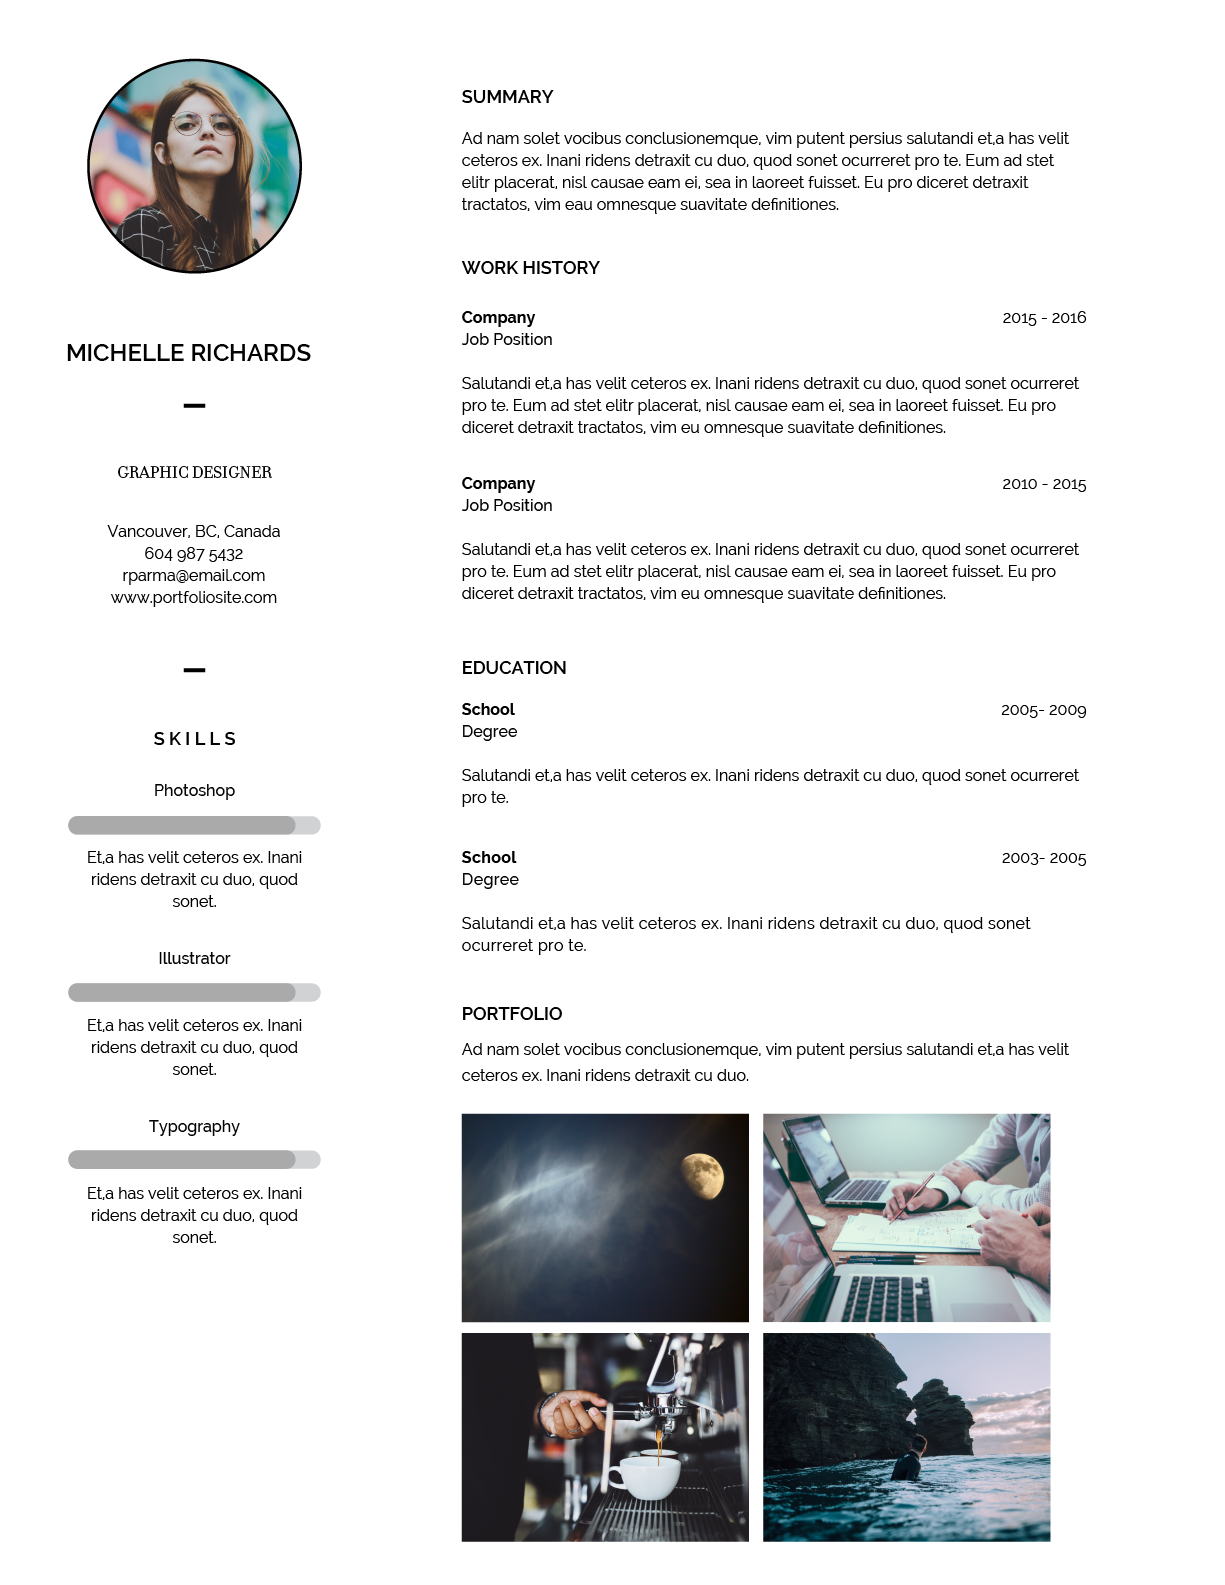 MICHELLE RICHARDS
GRAPHIC DESIGNER
Vancouver, BC, Canada
604 987 5432
rparma@email.com
www.portfoliosite.com
SKILLS
Photoshop
Et,a has velit ceteros ex. Inani
ridens detraxit cu duo, quod
sonet.
Illustrator
Et,a has velit ceteros ex. Inani
ridens detraxit cu duo, quod
sonet.
Typography
Et,a has velit ceteros ex. Inani
ridens detraxit cu duo, quod
sonet.
SUMMARY
Ad nam solet vocibus conclusionemque, vim putent persius salutandi et,a has velit
ceteros ex. Inani ridens detraxit cu duo, quod sonet ocurreret pro te. Eum ad stet
elitr placerat, nisl causae eam ei, sea in laoreet fuisset. Eu pro diceret detraxit
tractatos, vim eau omnesque suavitate definitiones.
WORK HISTORY
Company 2015 - 2016
Job Position
Salutandi et,a has velit ceteros ex. Inani ridens detraxit cu duo, quod sonet ocurreret
pro te. Eum ad stet elitr placerat, nisl causae eam ei, sea in laoreet fuisset. Eu pro
diceret detraxit tractatos, vim eu omnesque suavitate definitiones.
Company 2010 - 2015
Job Position
Salutandi et,a has velit ceteros ex. Inani ridens detraxit cu duo, quod sonet ocurreret
pro te. Eum ad stet elitr placerat, nisl causae eam ei, sea in laoreet fuisset. Eu pro
diceret detraxit tractatos, vim eu omnesque suavitate definitiones.
EDUCATION
School 2005- 2009
Degree
Salutandi et,a has velit ceteros ex. Inani ridens detraxit cu duo, quod sonet ocurreret
pro te.
School 2003- 2005
Degree
Salutandi et,a has velit ceteros ex. Inani ridens detraxit cu duo, quod sonet
ocurreret pro te.
PORTFOLIO
Ad nam solet vocibus conclusionemque, vim putent persius salutandi et,a has velit
ceteros ex. Inani ridens detraxit cu duo.